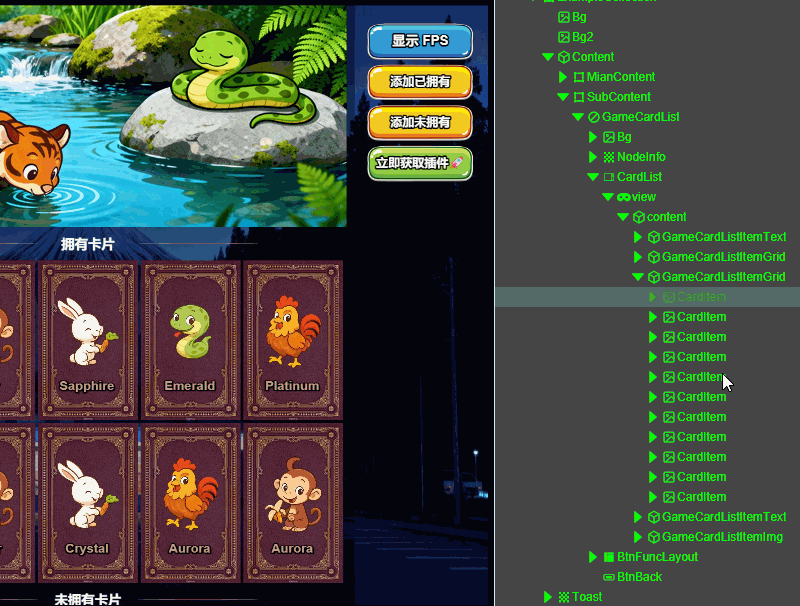 显示 FPS
添加已拥有
添加未拥有
立即获取插件🚀
拥有卡片
Sapphire
Emerald
Platinum
Crystal
Aurora
Aurora
未拥有卡片
Bg
Bg2
Content
MianContent
SubContent
GameCardList
Bg
NodeInfo
CardList
view
content
GameCardListItemText
GameCardListItemGrid
GameCardListItemGrid
CardItem
CardItem
CardItem
CardItem
CardItem
CardItem
CardItem
CardItem
CardItem
CardItem
CardItem
GameCardListItemText
GameCardListItemImg
BtnFuncLayout
BtnBack
Toast